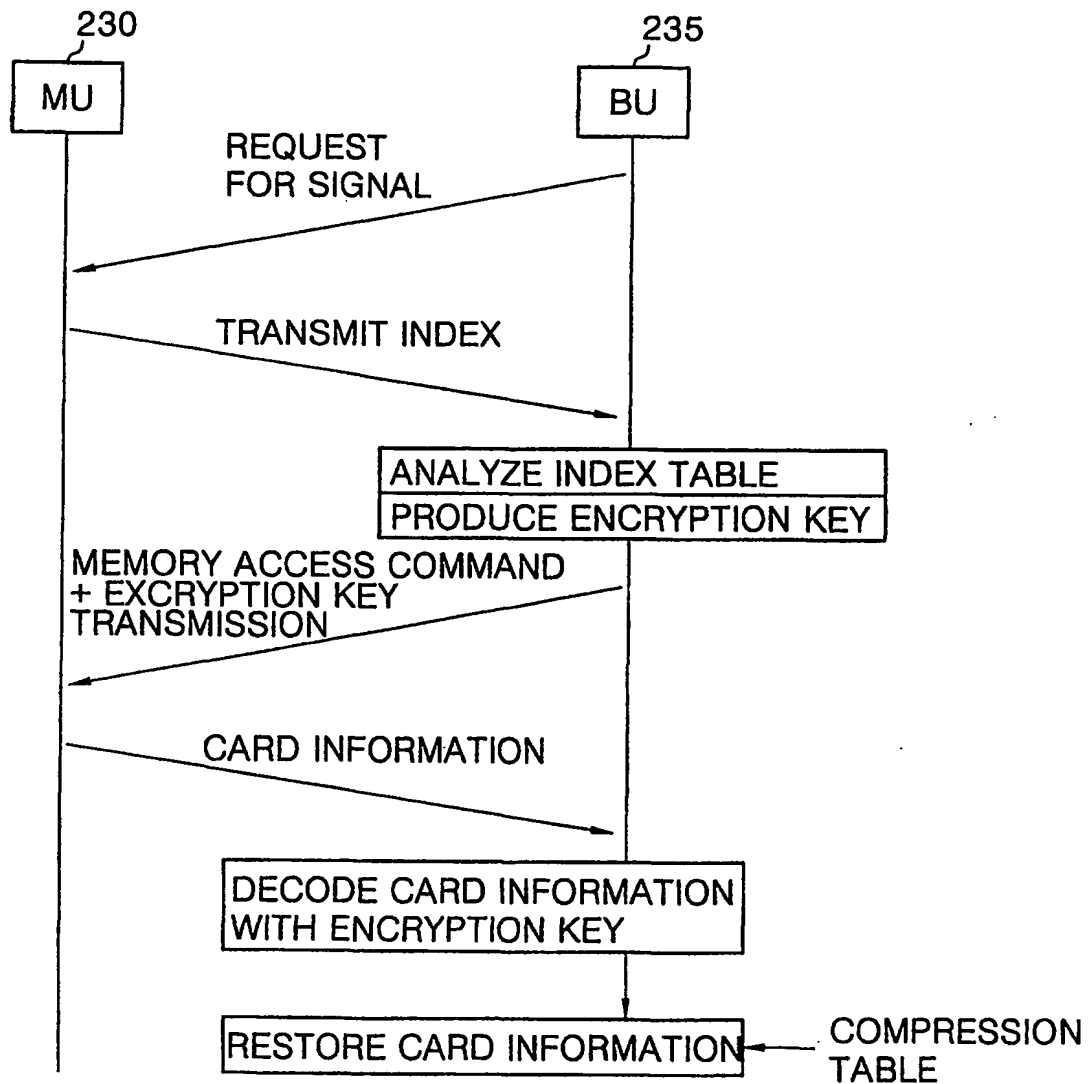 230
235
MU
BU
REQUEST
FOR SIGNAL
TRANSMIT INDEX
ANALYZE INDEX TABLE
PRODUCE ENCRYPTION KEY
MEMORY ACCESS COMMAND
+ EXCRYPTION KEY
TRANSMISSION
CARD INFORMATION
DECODE CARD INFORMATION
WITH ENCRYPTION KEY
RESTORE CARD INFORMATION
COMPRESSION
TABLE